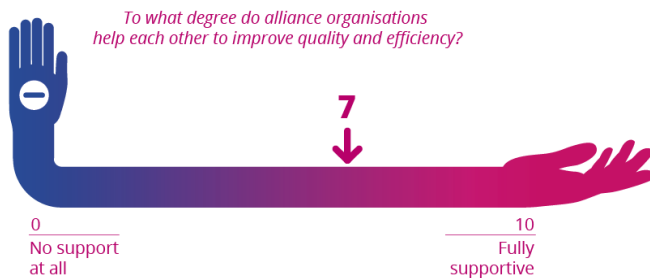 To what degree do alliance organisations
help each other to improve quality and efficiency?
7
0
No support
at all
10
Fully
supportive